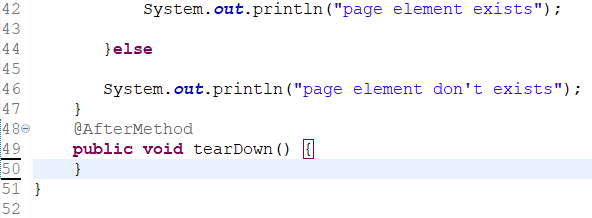 42 System.out.println("page element exists");
43
44 }else
45
46 System.out.println("page element don't exists");
47 }
48 @AfterMethod
49 public void tearDown() {
50 }
51 }
52